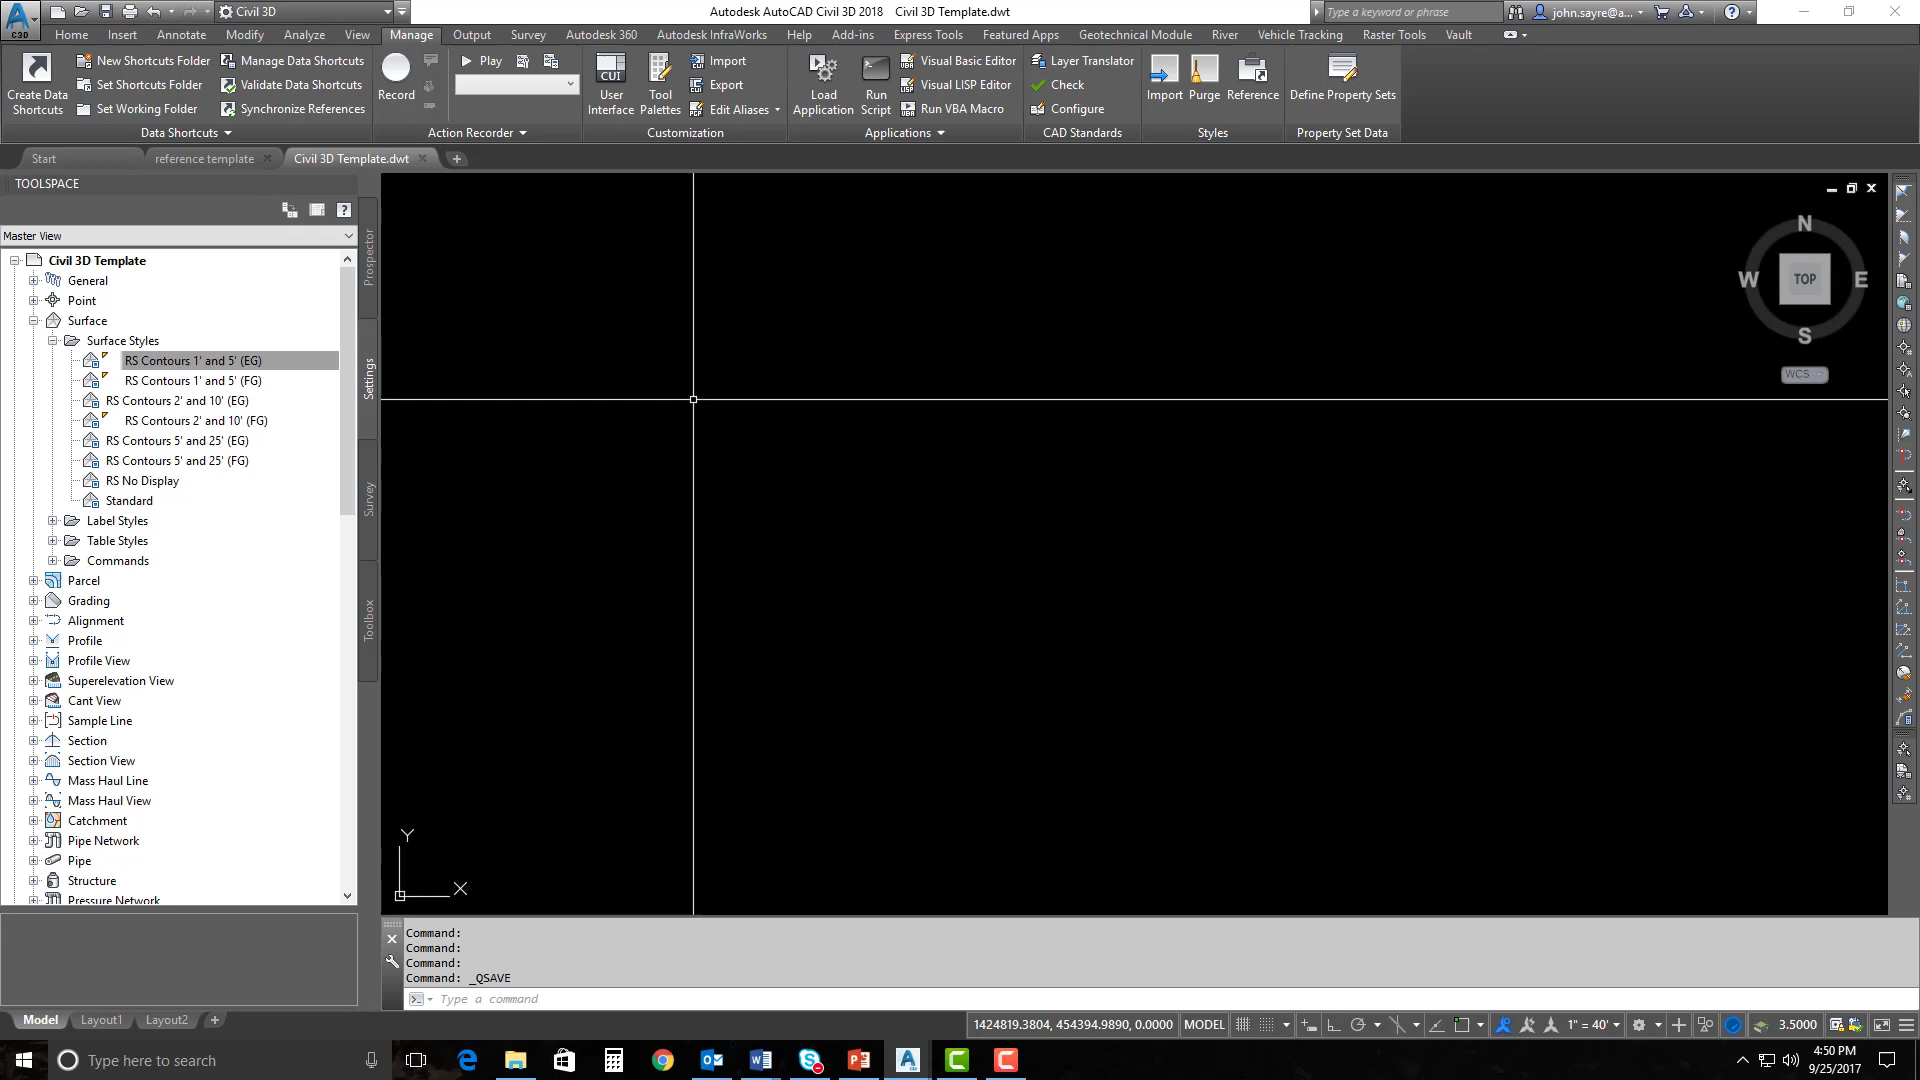 Civil 3D
Autodesk AutoCAD Civil 3D 2018 Civil 3D Template.dwt
Type a keyword or phrase
john.sayre@a...
C3D
Home Insert Annotate Modify Analyze View Manage Output Survey Autodesk 360 Autodesk InfraWorks Help Add-ins Express Tools Featured Apps Geotechnical Module River Vehicle Tracking Raster Tools Vault
Create Data Shortcuts
New Shortcuts Folder
Set Shortcuts Folder
Set Working Folder
Manage Data Shortcuts
Validate Data Shortcuts
Synchronize References
Data Shortcuts
Record
Play
Action Recorder
CUI
User Interface
Tool Palettes
Import
Export
Edit Aliases
Customization
Load Application
Run Script
Visual Basic Editor
Visual LISP Editor
Run VBA Macro
Applications
Layer Translator
Check
Configure
CAD Standards
Import
Purge
Reference
Styles
Define Property Sets
Property Set Data
Start
reference template
Civil 3D Template.dwt
TOOLSPACE
Master View
Civil 3D Template
General
Point
Surface
Surface Styles
RS Contours 1' and 5' (EG)
RS Contours 1' and 5' (FG)
RS Contours 2' and 10' (EG)
RS Contours 2' and 10' (FG)
RS Contours 5' and 25' (EG)
RS Contours 5' and 25' (FG)
RS No Display
Standard
Label Styles
Table Styles
Commands
Parcel
Grading
Alignment
Profile
Profile View
Superelevation View
Cant View
Sample Line
Section
Section View
Mass Haul Line
Mass Haul View
Catchment
Pipe Network
Pipe
Structure
Pressure Network
Prospector
Settings
Survey
Toolbox
N
W TOP E
S
WCS
Y
X
Command:
Command:
Command:
Command: _QSAVE
Type a command
Model Layout1 Layout2
1424819.3804, 454394.9890, 0.0000 MODEL
1" = 40'
3.5000
Type here to search
4:50 PM
9/25/2017